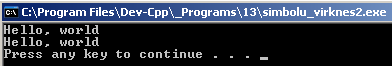 C:\Program Files\Dev-Cpp\_Programs\13\simbolu_virknes2.exe
Hello, world
Hello, world
Press any key to continue . . . _